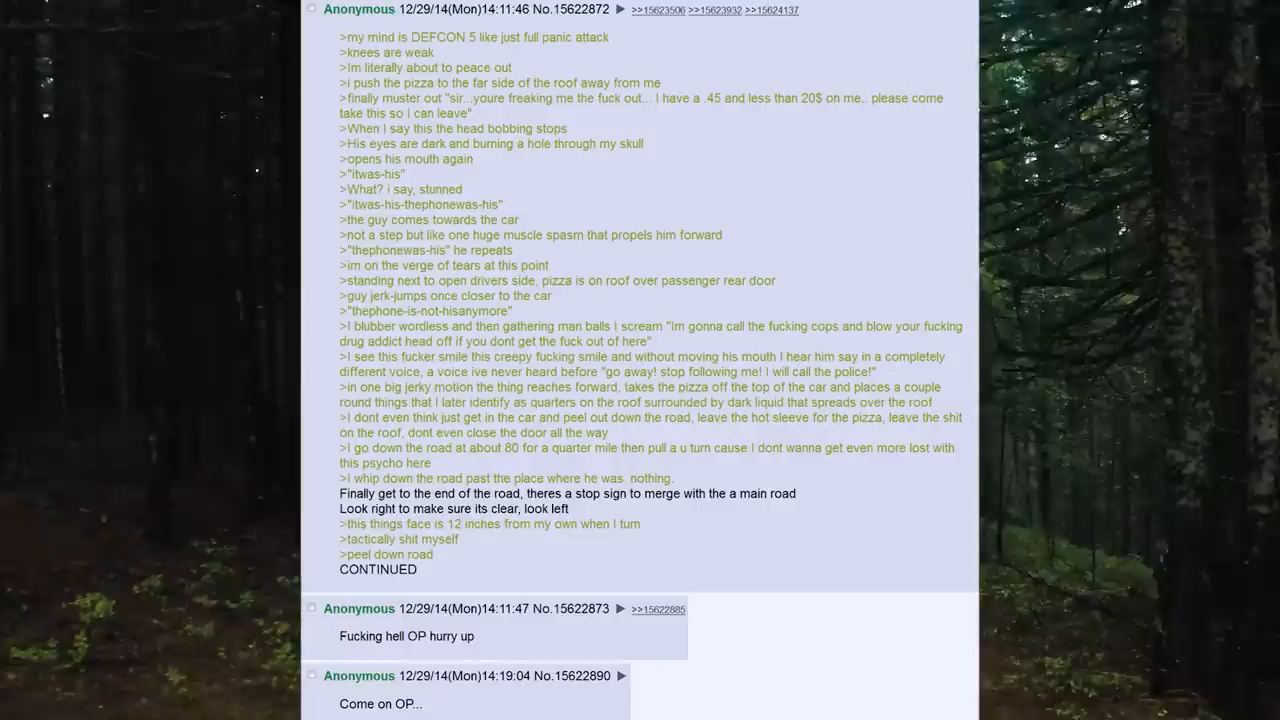 Anonymous 12/29/14(Mon)14:11:46 No.15622872 ▶ >>15623506 >>15623932 >>15624137
>my mind is DEFCON 5 like just full panic attack
>knees are weak
>Im literally about to peace out
>i push the pizza to the far side of the roof away from me
>finally muster out "sir...youre freaking me the fuck out... I have a .45 and less than 20$ on me.. please come
take this so I can leave"
>When I say this the head bobbing stops
>His eyes are dark and burning a hole through my skull
>opens his mouth again
>"itwas-his"
>What? i say, stunned
>"itwas-his-thephonewas-his"
>the guy comes towards the car
>not a step but like one huge muscle spasm that propels him forward
>"thephonewas-his" he repeats
>im on the verge of tears at this point
>standing next to open drivers side, pizza is on roof over passenger rear door
>guy jerk-jumps once closer to the car
>"thephone-is-not-hisanymore"
>I blubber wordless and then gathering man balls I scream "Im gonna call the fucking cops and blow your fucking
drug addict head off if you dont get the fuck out of here"
>I see this fucker smile this creepy fucking smile and without moving his mouth I hear him say in a completely
different voice, a voice ive never heard before "go away! stop following me! I will call the police!"
>in one big jerky motion the thing reaches forward, takes the pizza off the top of the car and places a couple
round things that I later identify as quarters on the roof surrounded by dark liquid that spreads over the roof
>I dont even think just get in the car and peel out down the road, leave the hot sleeve for the pizza, leave the shit
on the roof, dont even close the door all the way
>I go down the road at about 80 for a quarter mile then pull a u turn cause I dont wanna get even more lost with
this psycho here
>I whip down the road past the place where he was. nothing.
Finally get to the end of the road, theres a stop sign to merge with the a main road
Look right to make sure its clear, look left
>this things face is 12 inches from my own when I turn
>tactically shit myself
>peel down road
CONTINUED
Anonymous 12/29/14(Mon)14:11:47 No.15622873 ▶ >>15622885
Fucking hell OP hurry up
Anonymous 12/29/14(Mon)14:19:04 No.15622890 ▶
Come on OP...